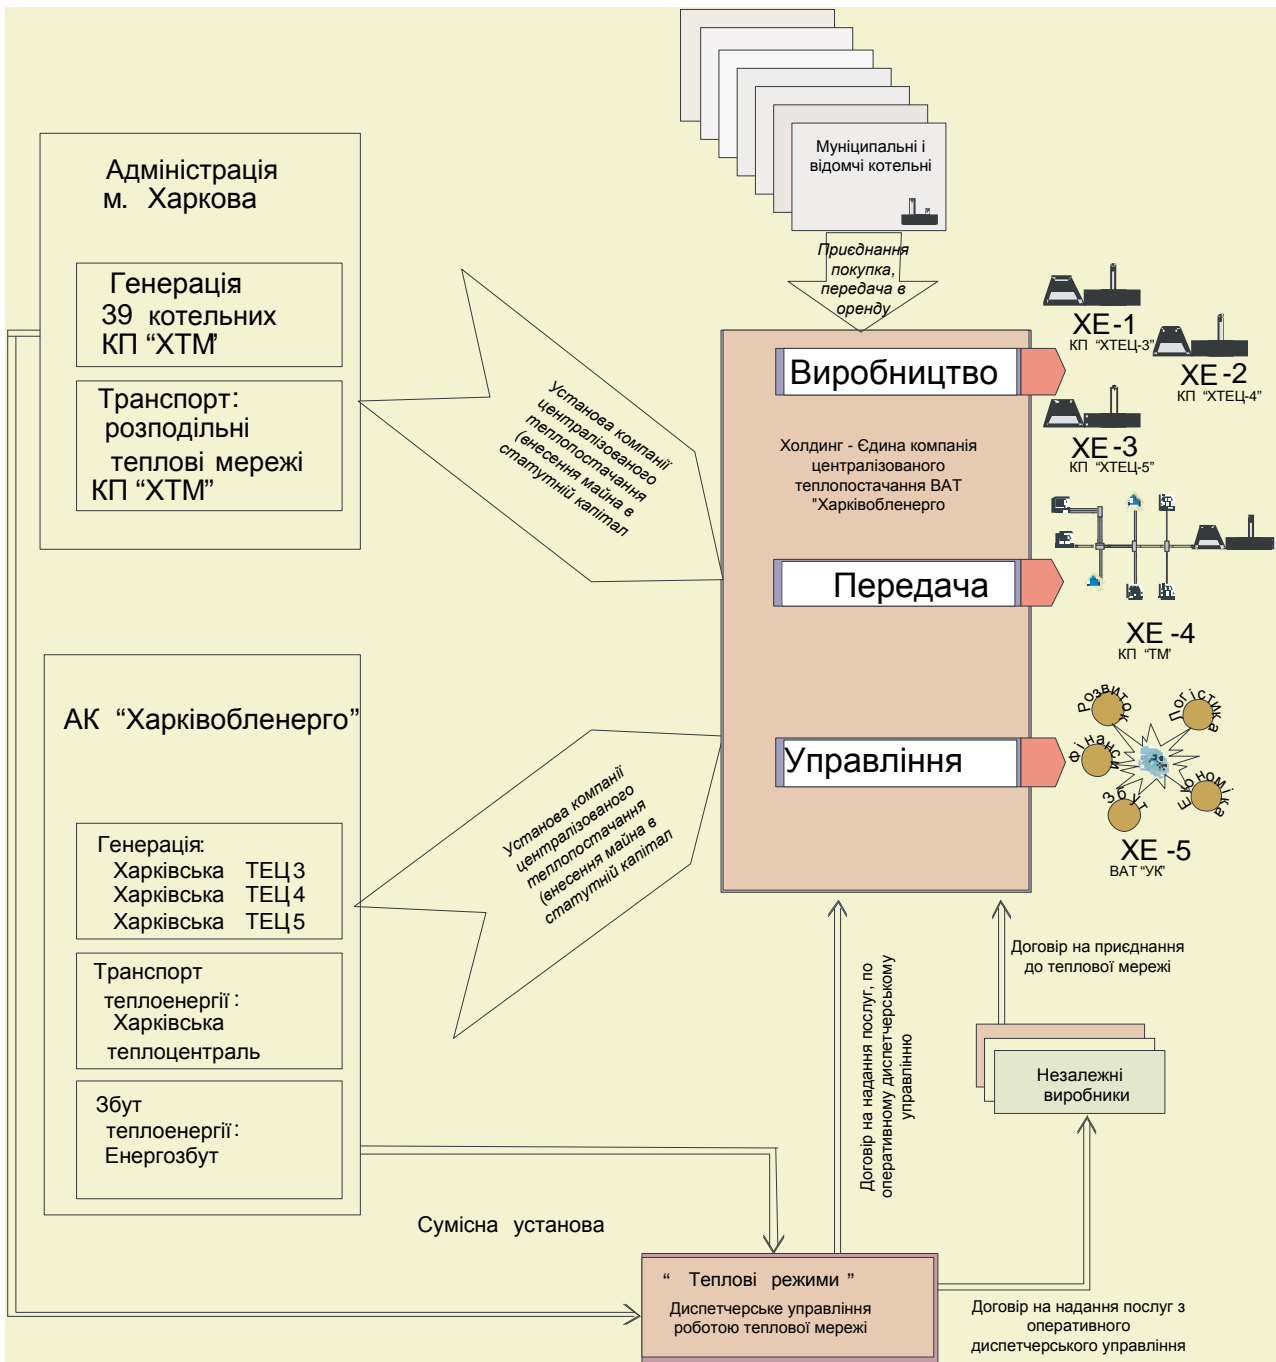 Муніципальні і
відомчі котельні
Приєднання
покупка,
передача в
оренду
Адміністрація
м. Харкова
Генерація:
39 котельних
КП “ХТМ”
Транспорт:
розподільні
теплові мережі
КП “ХТМ”
Установа компанії
централізованого
теплопостачання
(внесення майна в
статутній капітал
Виробництво
Холдинг - Єдина компанія
централізованого
теплопостачання ВАТ
"Харківобленерго
Передача
Управління
ХЕ-1
КП “ХТЕЦ-3”
ХЕ -2
КП “ХТЕЦ-4”
ХЕ -3
КП “ХТЕЦ-5”
ХЕ -4
КП “ТМ”
Розвиток
Логістика
Фінанси
Збут
Економіка
ХЕ -5
ВАТ “УК”
АК “Харківобленерго”
Генерація:
Харківська ТЕЦ 3
Харківська ТЕЦ 4
Харківська ТЕЦ 5
Транспорт
теплоенергії:
Харківська
теплоцентраль
Збут
теплоенергії:
Енергозбут
Установа компанії
централізованого
теплопостачання
(внесення майна в
статутній капітал
Договір на надання послуг, по
оперативному диспетчерському
управлінню
Договір на приєднання
до теплової мережі
Незалежні
виробники
Сумісна установа
“ Теплові режими ”
Диспетчерське управління
роботою теплової мережі
Договір на надання послуг з
оперативного
диспетчерського управління